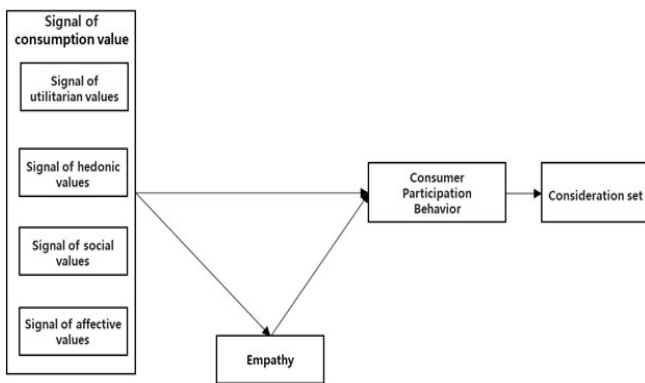 Signal of
consumption value
Signal of
utilitarian values
Signal of hedonic
values
Signal of social
values
Signal of affective
values
Consumer
Participation
Behavior
Consideration set
Empathy